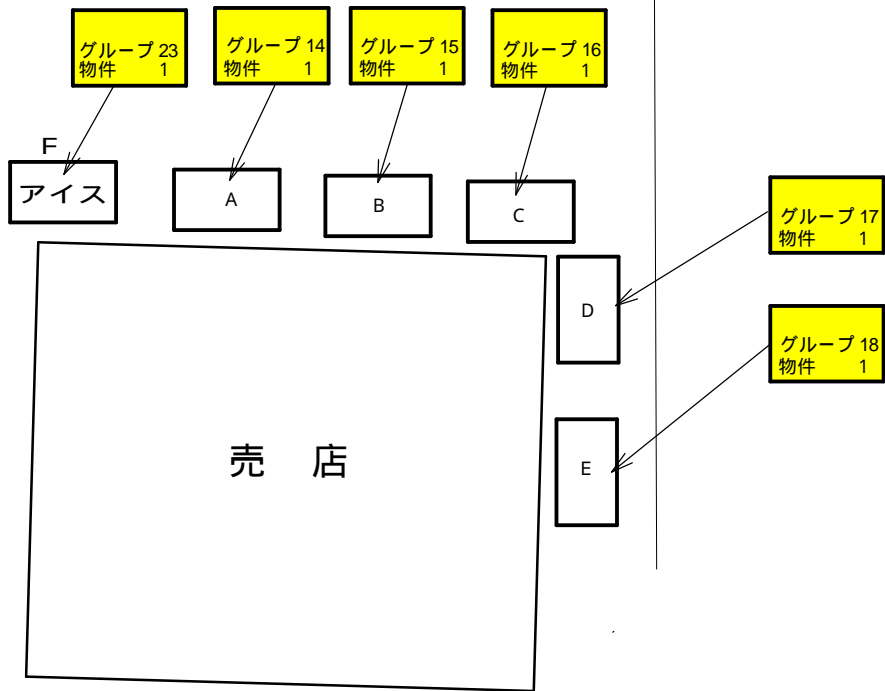 グループ 23
物件 1
グループ 14
物件 1
グループ 15
物件 1
グループ 16
物件 1
F
アイス
A
B
C
グループ 17
物件 1
D
グループ 18
物件 1
売 店
E